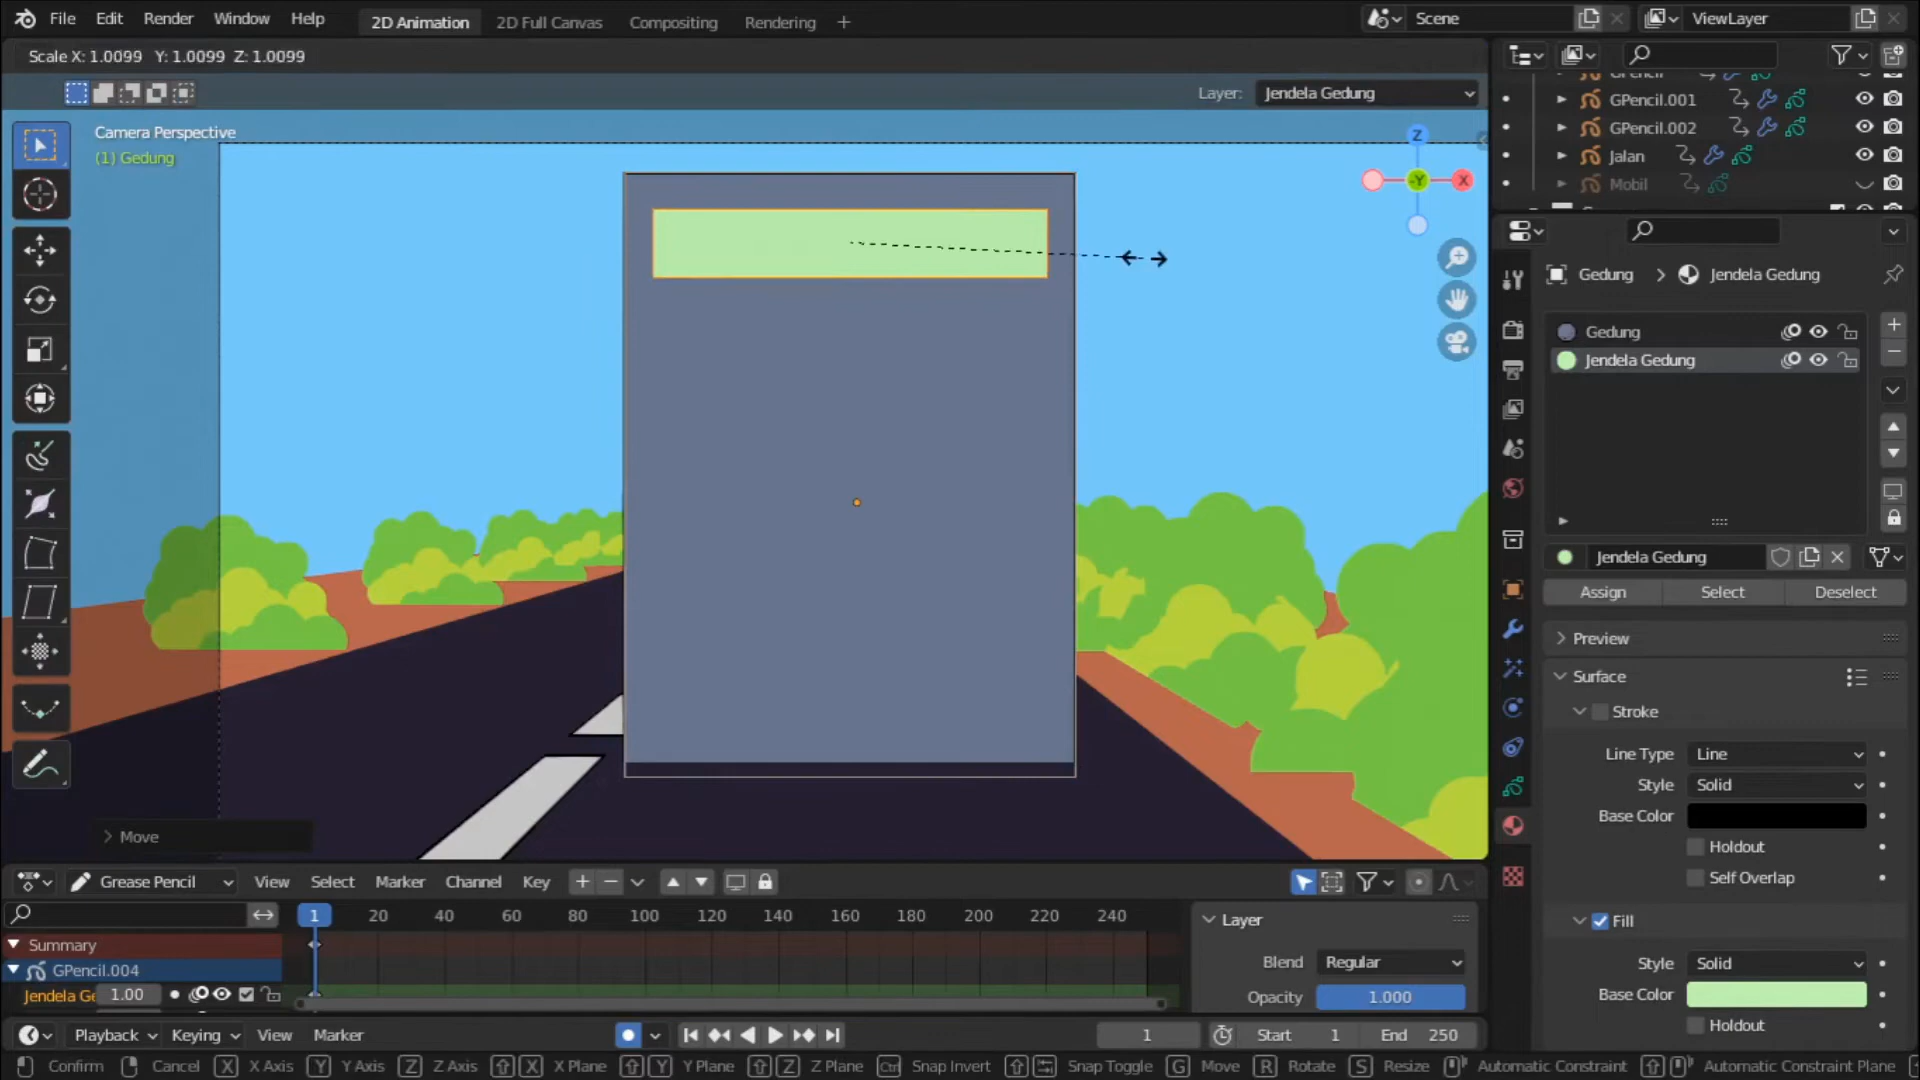 File Edit Render Window Help 2D Animation 2D Full Canvas Compositing Rendering + Scene ViewLayer
Scale X: 1.0099 Y: 1.0099 Z: 1.0099
Layer: Jendela Gedung
Camera Perspective
(1) Gedung
Z
-Y X
Move
GPencil
GPencil.001
GPencil.002
Jalan
Mobil
Gedung > Jendela Gedung
Gedung
Jendela Gedung
Jendela Gedung
Assign Select Deselect
Preview
Surface
Stroke
Line Type Line
Style Solid
Base Color
Holdout
Self Overlap
Fill
Style Solid
Base Color
Holdout
Grease Pencil View Select Marker Channel Key
1 20 40 60 80 100 120 140 160 180 200 220 240
Summary
GPencil.004
Jendela Ge 1.00
Layer
Blend Regular
Opacity 1.000
Playback Keying View Marker 1 Start 1 End 250
Confirm Cancel X X Axis Y Y Axis Z Z Axis X X Plane Y Y Plane Z Z Plane Ctrl Snap Invert Snap Toggle G Move R Rotate S Resize Automatic Constraint Automatic Constraint Plane